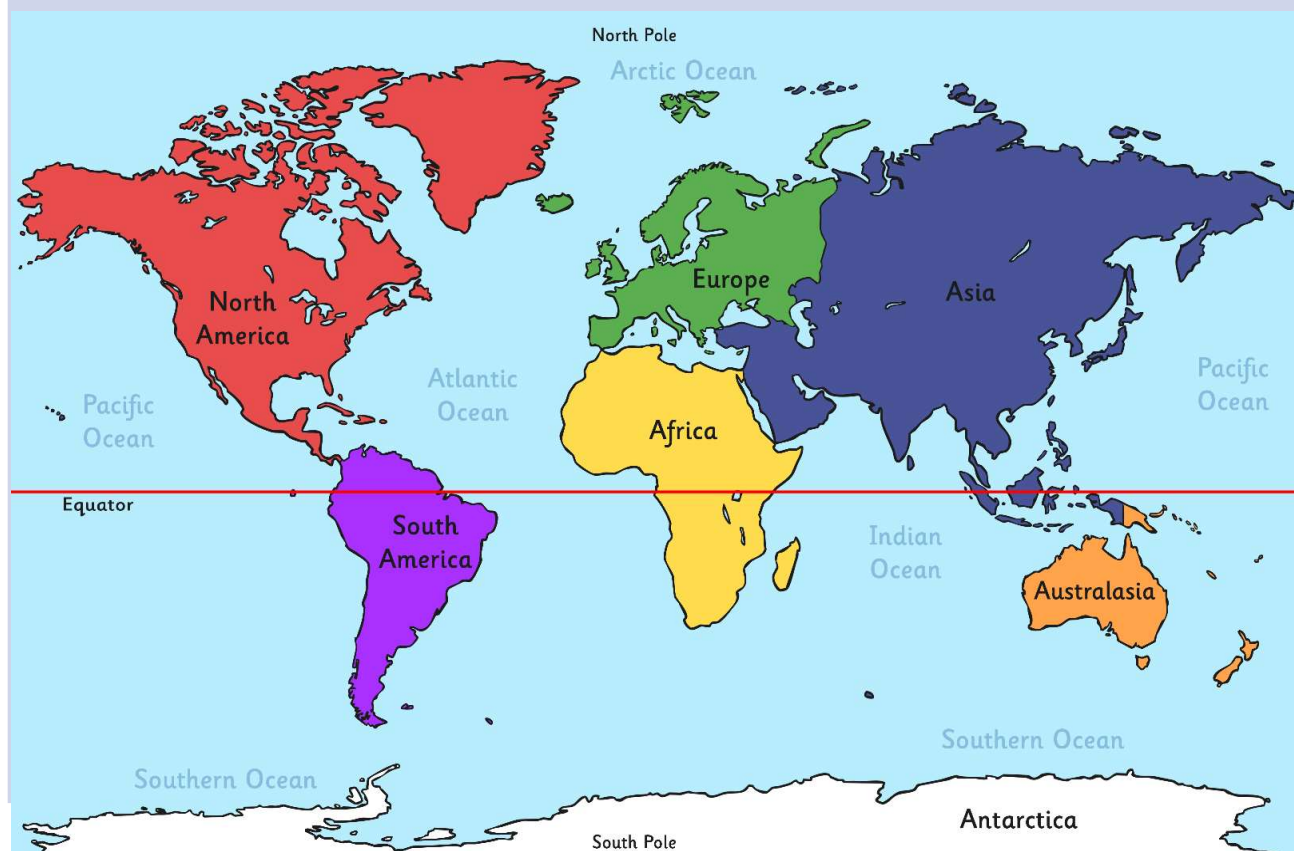 North Pole
Arctic Ocean
North
America
Europe
Asia
Atlantic
Ocean
Pacific
Ocean
Pacific
Ocean
Africa
Equator
South
America
Indian
Ocean
Australasia
Southern Ocean
Southern Ocean
Antarctica
South Pole